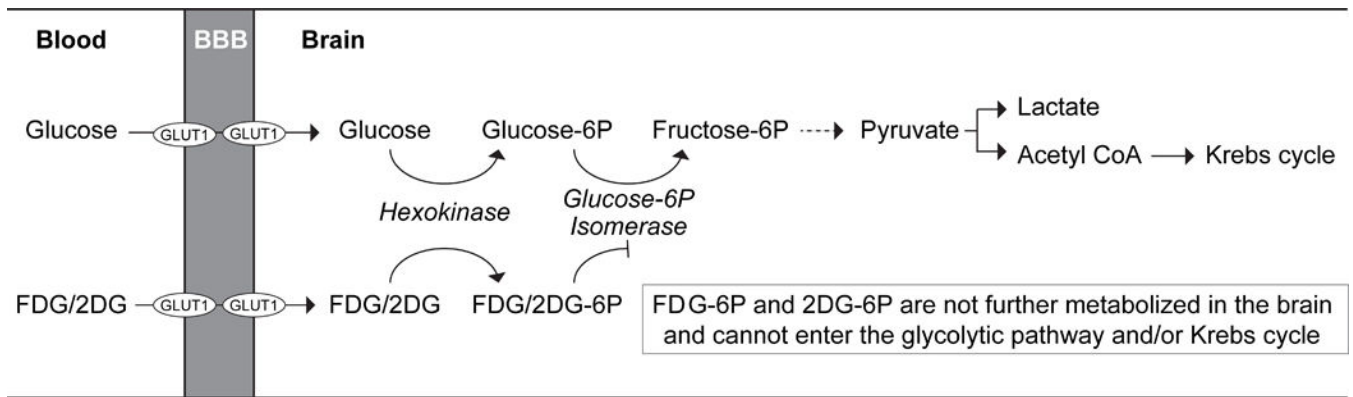 Blood BBB Brain
Glucose GLUT1 GLUT1 Glucose Glucose-6P Fructose-6P Pyruvate Lactate
Acetyl CoA Krebs cycle
Hexokinase Glucose-6P
Isomerase
FDG/2DG GLUT1 GLUT1 FDG/2DG FDG/2DG-6P
FDG-6P and 2DG-6P are not further metabolized in the brain
and cannot enter the glycolytic pathway and/or Krebs cycle